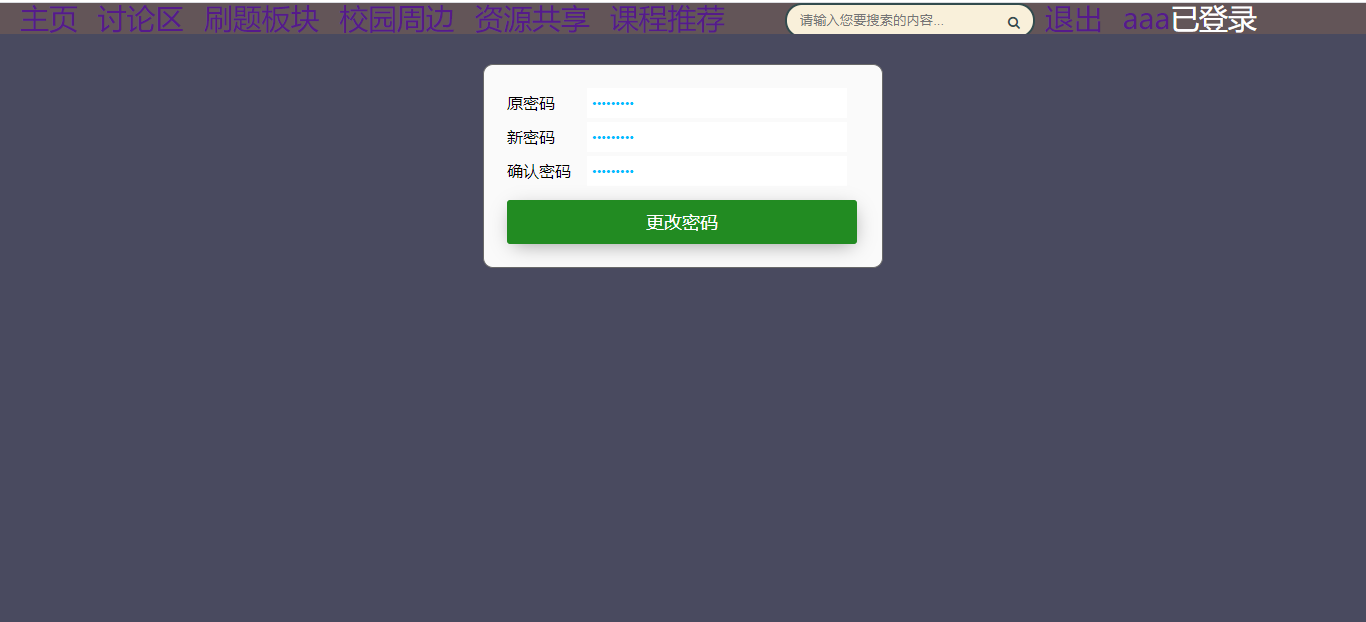 主页 讨论区 刷题板块 校园周边 资源共享 课程推荐 请输入您要搜索的内容... 退出 aaa已登录
原密码 •••••••••
新密码 •••••••••
确认密码 •••••••••
更改密码